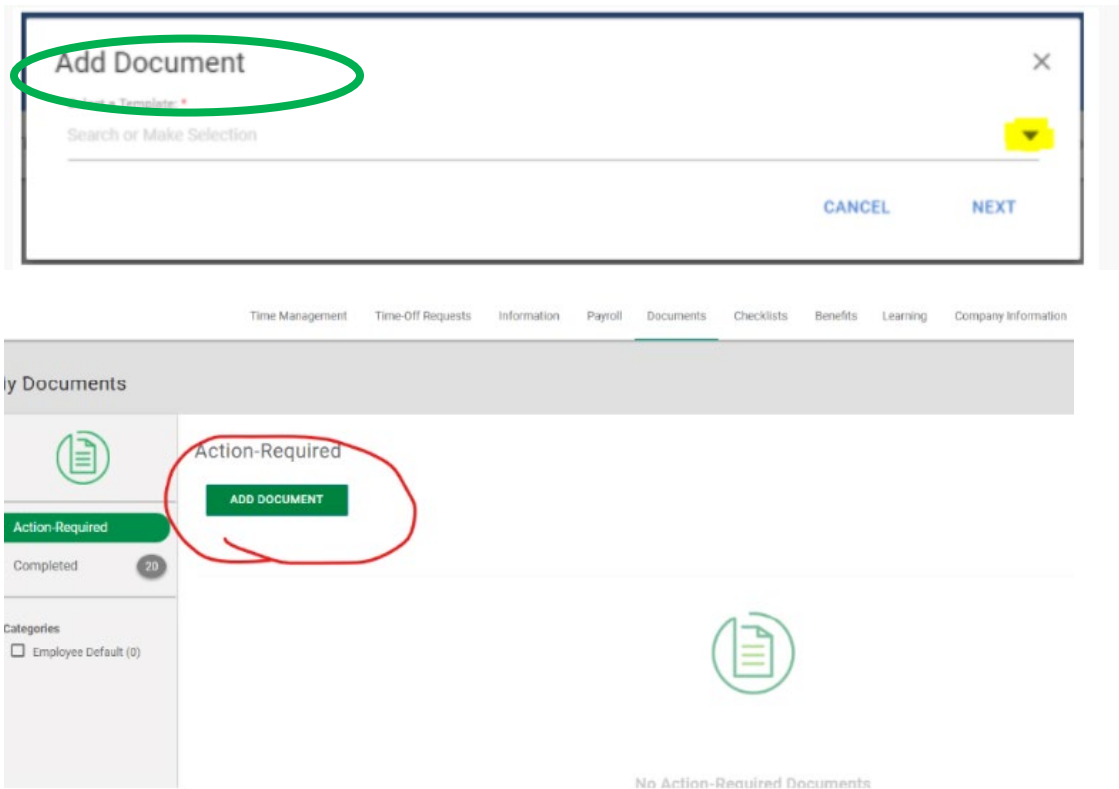 Add Document
Template: *
Search or Make Selection
CANCEL NEXT
Time Management Time-Off Requests Information Payroll Documents Checklists Benefits Learning Company Information
y Documents
Action-Required
ADD DOCUMENT
Action-Required
Completed 20
Categories
Employee Default (0)
No Action-Required Documents